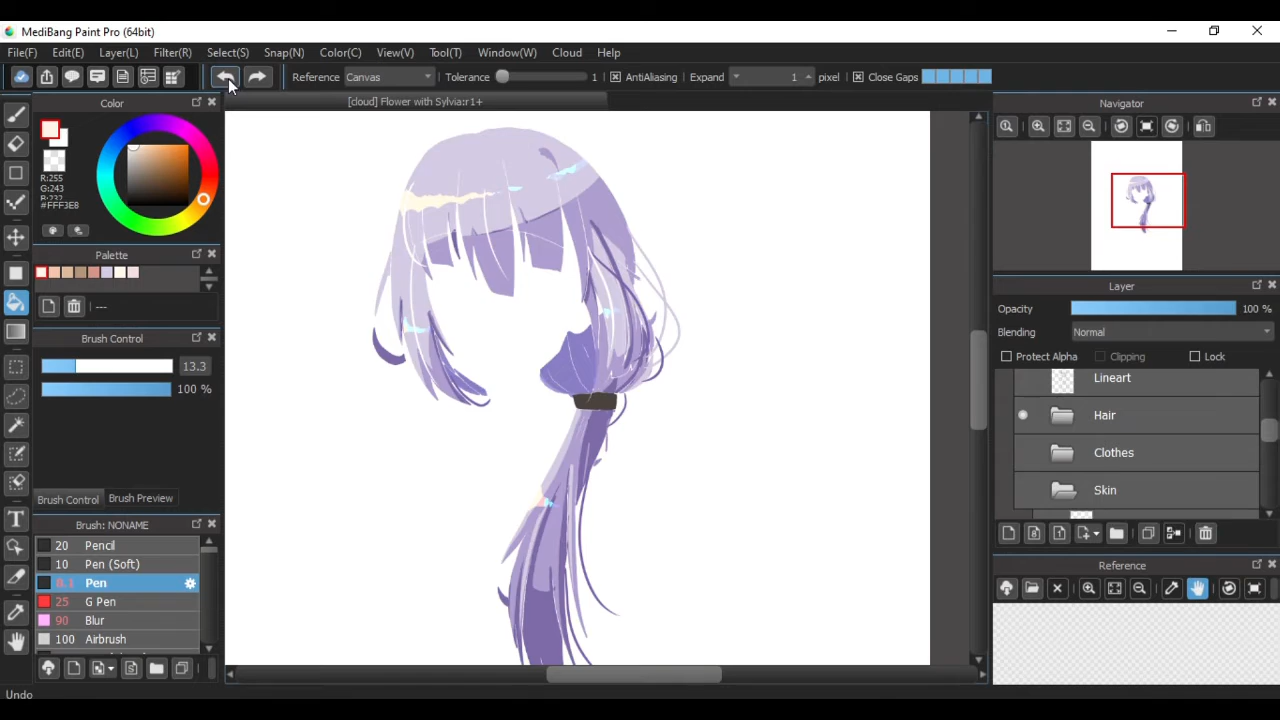 MediBang Paint Pro (64bit)
File(F) Edit(E) Layer(L) Filter(R) Select(S) Snap(N) Color(C) View(V) Tool(T) Window(W) Cloud Help
Reference Canvas Tolerance 1 AntiAliasing Expand 1 pixel Close Gaps
Color
[cloud] Flower with Sylvia:r1+
Navigator
R:255
G:243
B:232
#FFF3E8
Palette
---
Brush Control
13.3
100 %
Brush Control Brush Preview
Brush: NONAME
20 Pencil
10 Pen (Soft)
8.1 Pen
25 G Pen
90 Blur
100 Airbrush
Layer
Opacity 100 %
Blending Normal
Protect Alpha Clipping Lock
Lineart
Hair
Clothes
Skin
Reference
Undo